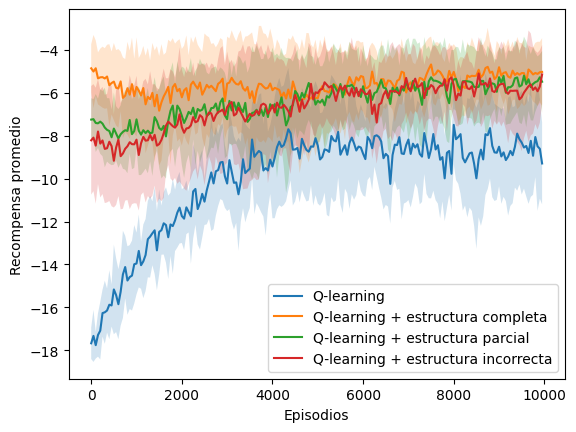 −4
−6
−8
−10
−12
−14
−16
−18
Recompensa promedio
0
2000
4000
6000
8000
10000
Episodios
Q-learning
Q-learning + estructura completa
Q-learning + estructura parcial
Q-learning + estructura incorrecta